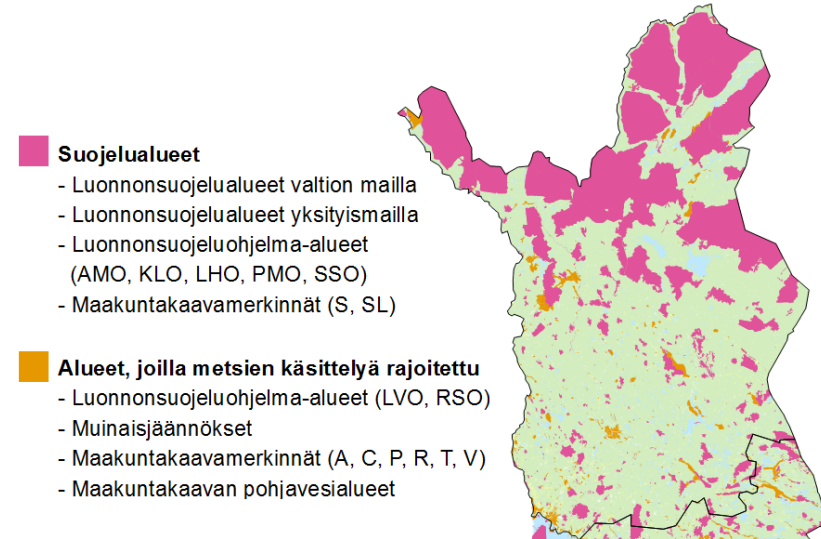 Suojelualueet
- Luonnonsuojelualueet valtion mailla
- Luonnonsuojelualueet yksityismailla
- Luonnonsuojeluohjelma-alueet
(AMO, KLO, LHO, PMO, SSO)
- Maakuntakaavamerkinnät (S, SL)
Alueet, joilla metsien käsittelyä rajoitettu
- Luonnonsuojeluohjelma-alueet (LVO, RSO)
- Muinaisjäännökset
- Maakuntakaavamerkinnät (A, C, P, R, T, V)
- Maakuntakaavan pohjavesialueet